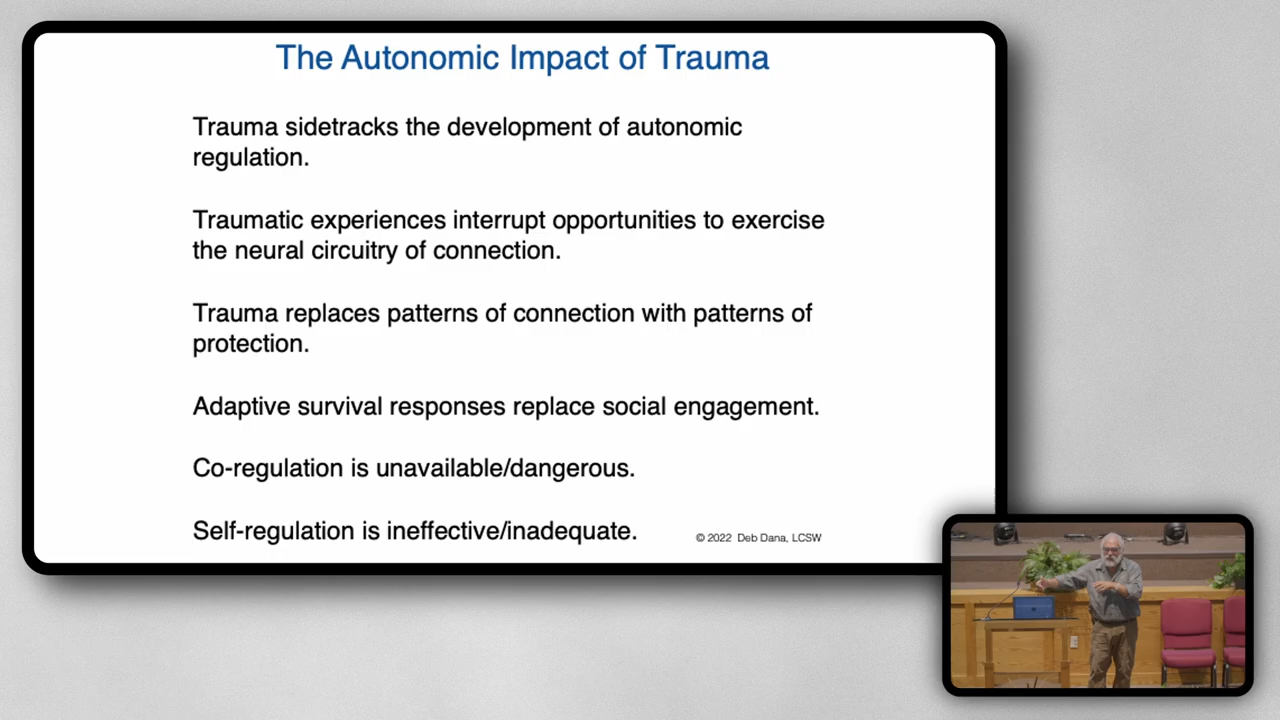 The Autonomic Impact of Trauma
Trauma sidetracks the development of autonomic
regulation.
Traumatic experiences interrupt opportunities to exercise
the neural circuitry of connection.
Trauma replaces patterns of connection with patterns of
protection.
Adaptive survival responses replace social engagement.
Co-regulation is unavailable/dangerous.
Self-regulation is ineffective/inadequate.
© 2022 Deb Dana, LCSW